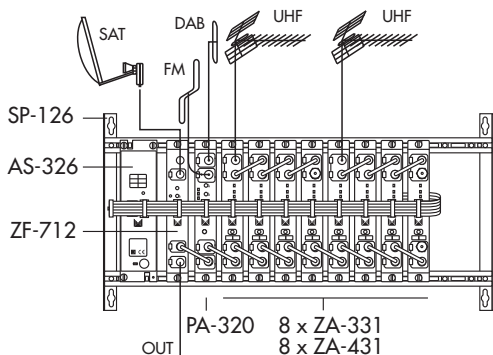 SAT
DAB
UHF
UHF
FM
SP-126
AS-326
ZF-712
PA-320
8 x ZA-331
8 x ZA-431
OUT